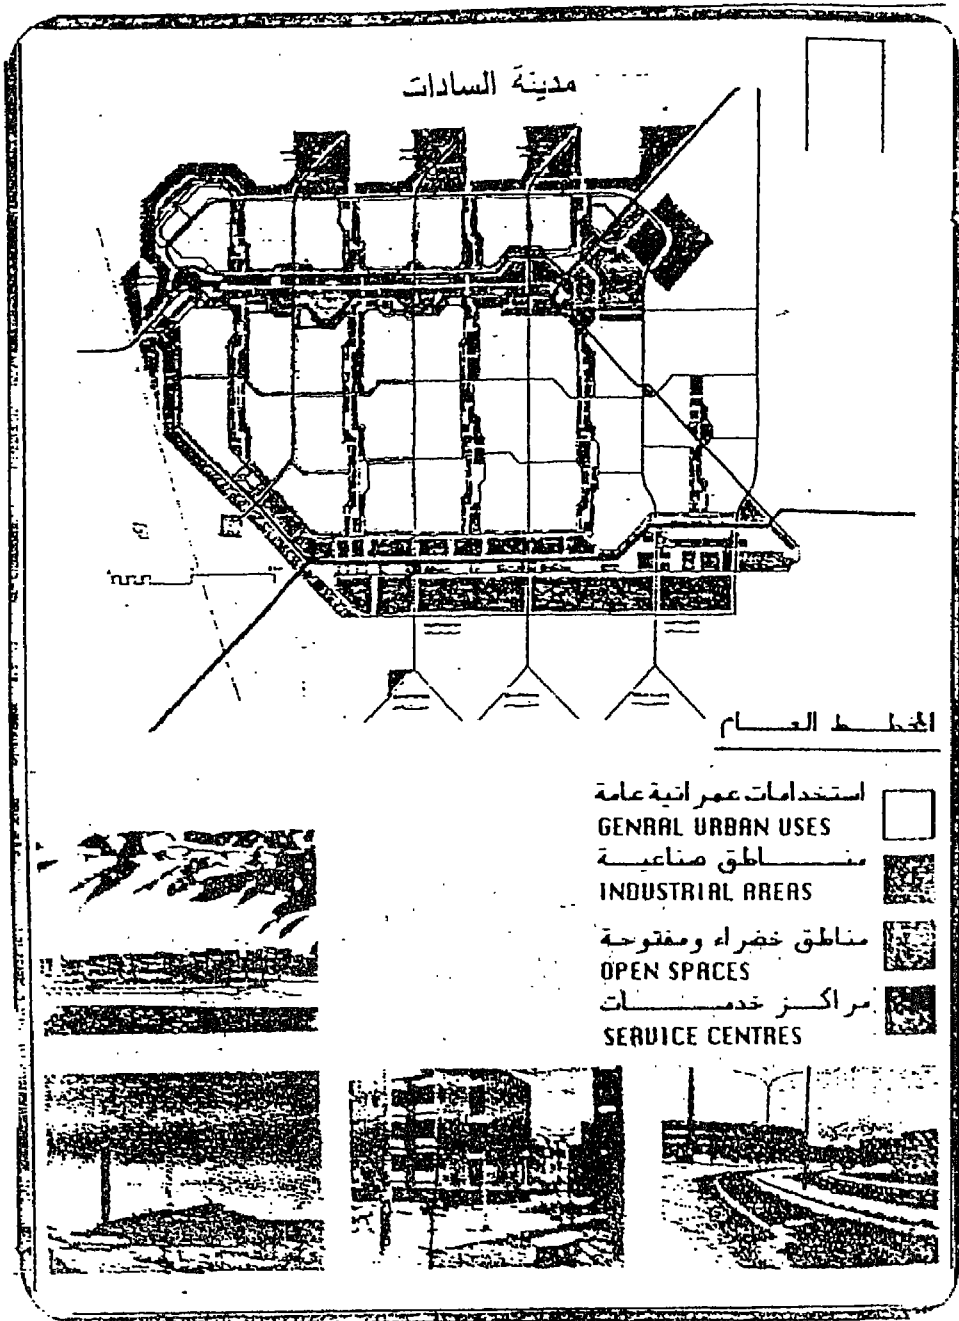 مدينة السادات
المخطط العام
استخدامات عمرانية عامة
GENRAL URBAN USES
مناطق صناعية
INDUSTRIAL AREAS
مناطق خضراء ومفتوحة
OPEN SPACES
مراكز خدمات
SERVICE CENTRES